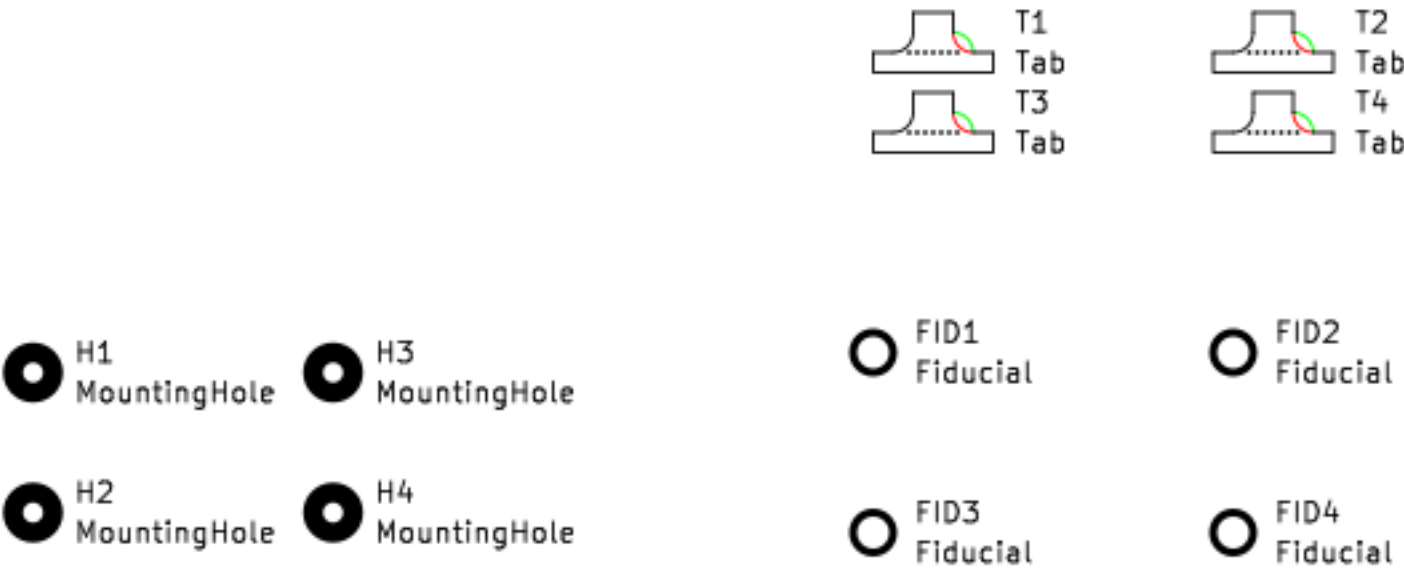 T1
Tab
T2
Tab
T3
Tab
T4
Tab
H1
MountingHole
H3
MountingHole
FID1
Fiducial
FID2
Fiducial
H2
MountingHole
H4
MountingHole
FID3
Fiducial
FID4
Fiducial